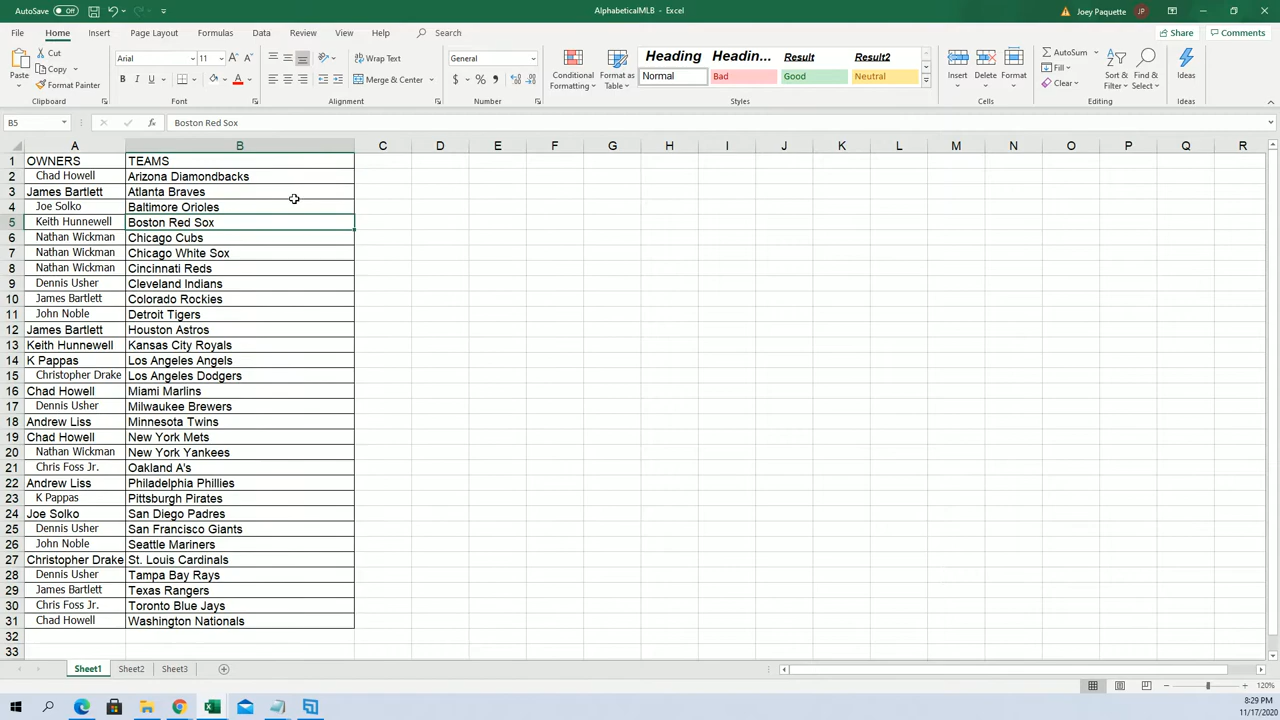 AutoSave Off AlphabeticalMLB - Excel Joey Paquette JP
File Home Insert Page Layout Formulas Data Review View Help Search Share Comments
Paste Cut Copy Format Painter Clipboard
Arial 11 A A B I U A Font
Wrap Text Merge & Center Alignment
General $ % , Number
Conditional Formatting Format as Table
Heading Headin... Result Result2
Normal Bad Good Neutral
Styles
Insert Delete Format Cells
AutoSum Fill Clear Sort & Filter Find & Select Editing
Ideas Ideas
B5 fx Boston Red Sox
A B C D E F G H I J K L M N O P Q R
1 OWNERS TEAMS
2 Chad Howell Arizona Diamondbacks
3 James Bartlett Atlanta Braves
4 Joe Solko Baltimore Orioles
5 Keith Hunnewell Boston Red Sox
6 Nathan Wickman Chicago Cubs
7 Nathan Wickman Chicago White Sox
8 Nathan Wickman Cincinnati Reds
9 Dennis Usher Cleveland Indians
10 James Bartlett Colorado Rockies
11 John Noble Detroit Tigers
12 James Bartlett Houston Astros
13 Keith Hunnewell Kansas City Royals
14 K Pappas Los Angeles Angels
15 Christopher Drake Los Angeles Dodgers
16 Chad Howell Miami Marlins
17 Dennis Usher Milwaukee Brewers
18 Andrew Liss Minnesota Twins
19 Chad Howell New York Mets
20 Nathan Wickman New York Yankees
21 Chris Foss Jr. Oakland A's
22 Andrew Liss Philadelphia Phillies
23 K Pappas Pittsburgh Pirates
24 Joe Solko San Diego Padres
25 Dennis Usher San Francisco Giants
26 John Noble Seattle Mariners
27 Christopher Drake St. Louis Cardinals
28 Dennis Usher Tampa Bay Rays
29 James Bartlett Texas Rangers
30 Chris Foss Jr. Toronto Blue Jays
31 Chad Howell Washington Nationals
32
33
Sheet1 Sheet2 Sheet3
120%
8:29 PM
11/17/2020